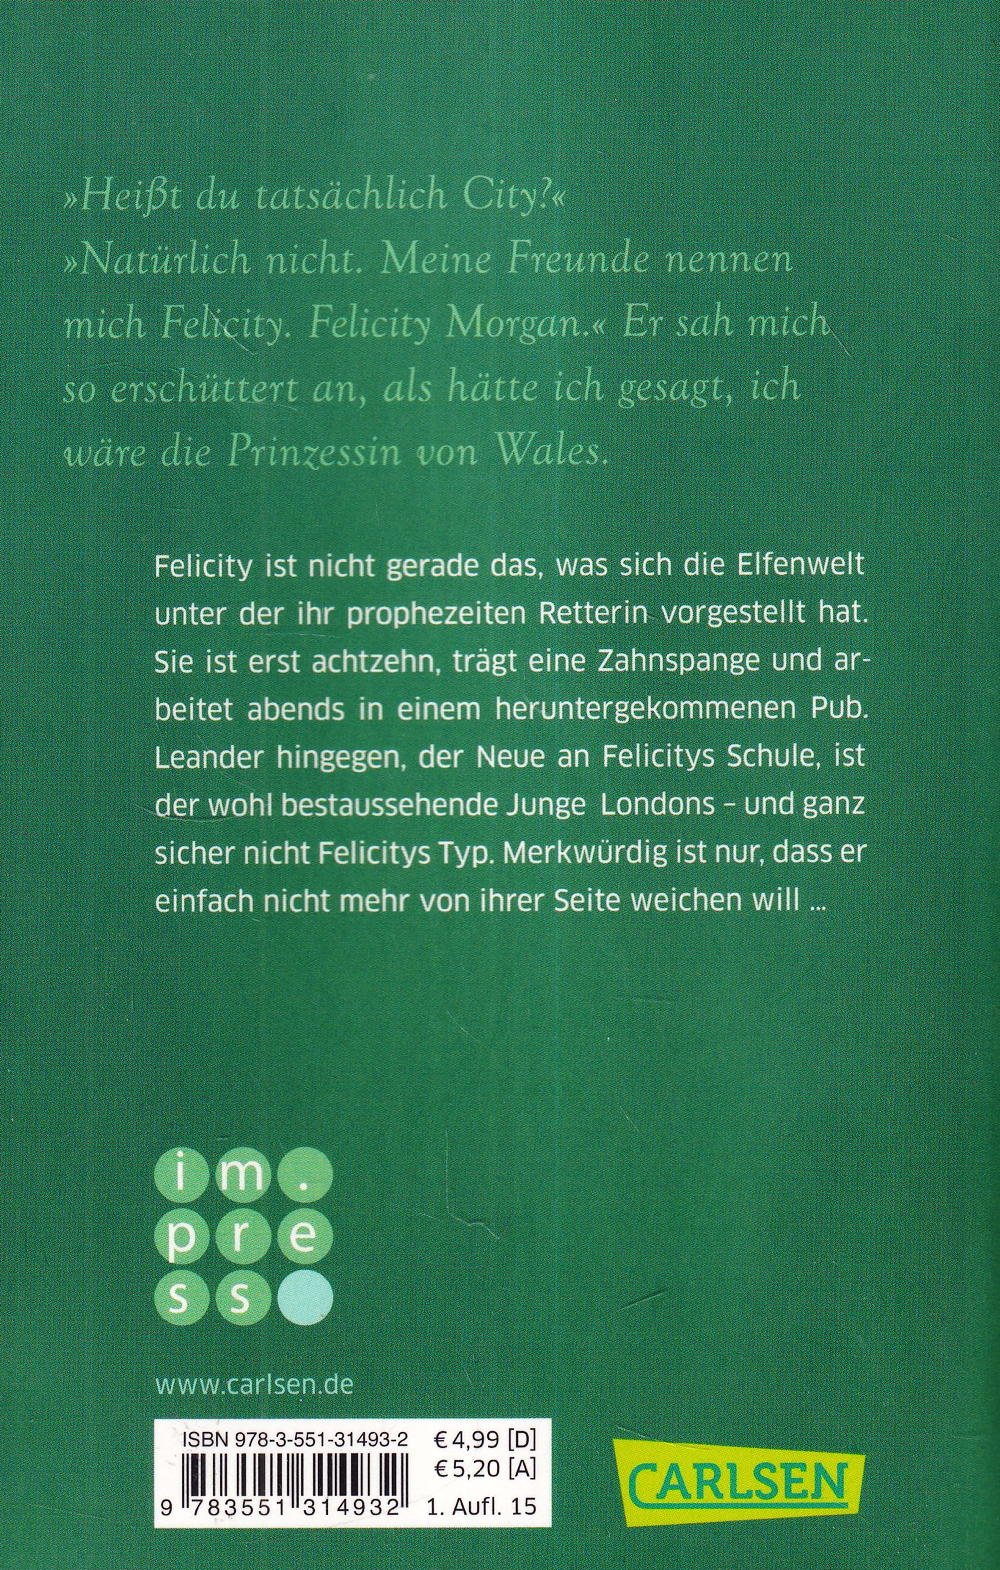 »Heißt du tatsächlich City?«
»Natürlich nicht. Meine Freunde nennen
mich Felicity. Felicity Morgan.« Er sah mich
so erschüttert an, als hätte ich gesagt, ich
wäre die Prinzessin von Wales.
Felicity ist nicht gerade das, was sich die Elfenwelt
unter der ihr prophezeiten Retterin vorgestellt hat.
Sie ist erst achtzehn, trägt eine Zahnspange und ar-
beitet abends in einem heruntergekommenen Pub.
Leander hingegen, der Neue an Felicitys Schule, ist
der wohl bestaussehende Junge Londons – und ganz
sicher nicht Felicitys Typ. Merkwürdig ist nur, dass er
einfach nicht mehr von ihrer Seite weichen will ...
im.
pre
ss
www.carlsen.de
ISBN 978-3-551-31493-2 € 4,99 [D]
€ 5,20 [A]
9 783551 314932 1. Aufl. 15
CARLSEN